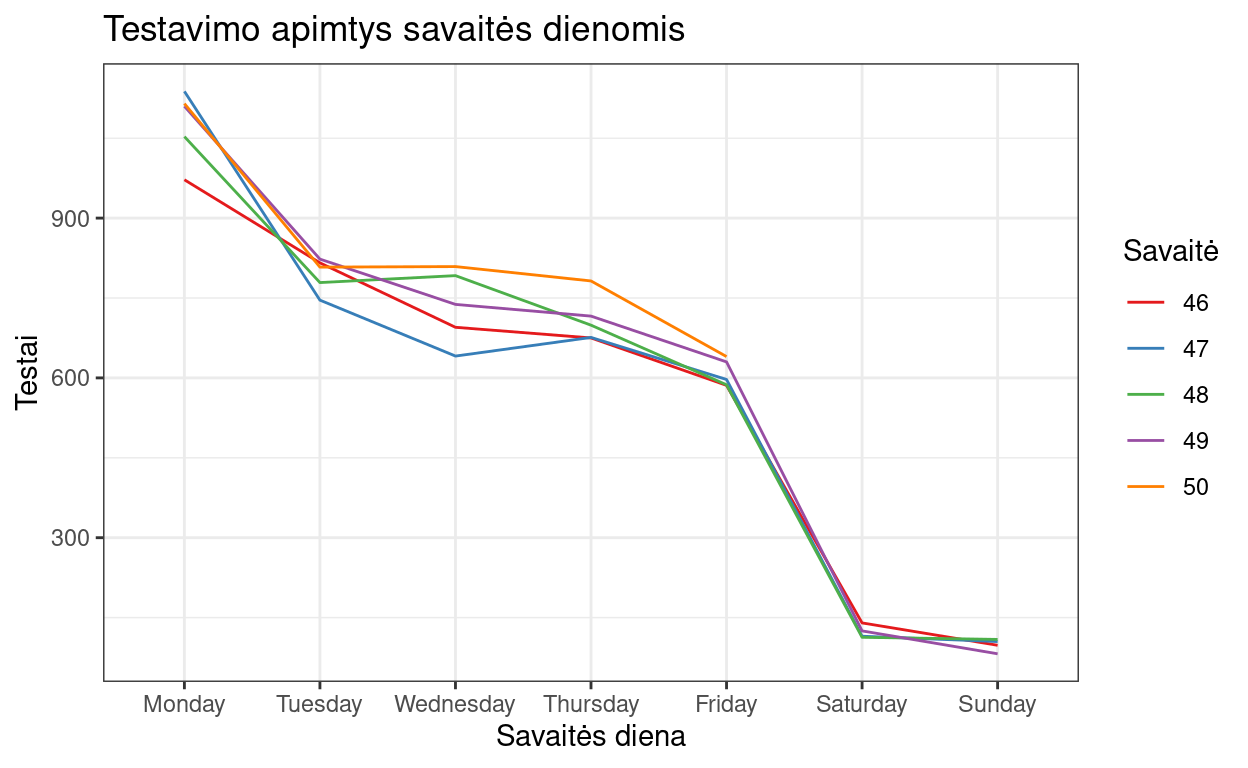 Testavimo apimtys savaitės dienomis
Testai
900
600
300
Monday Tuesday Wednesday Thursday Friday Saturday Sunday
Savaitės diena
Savaitė
46
47
48
49
50